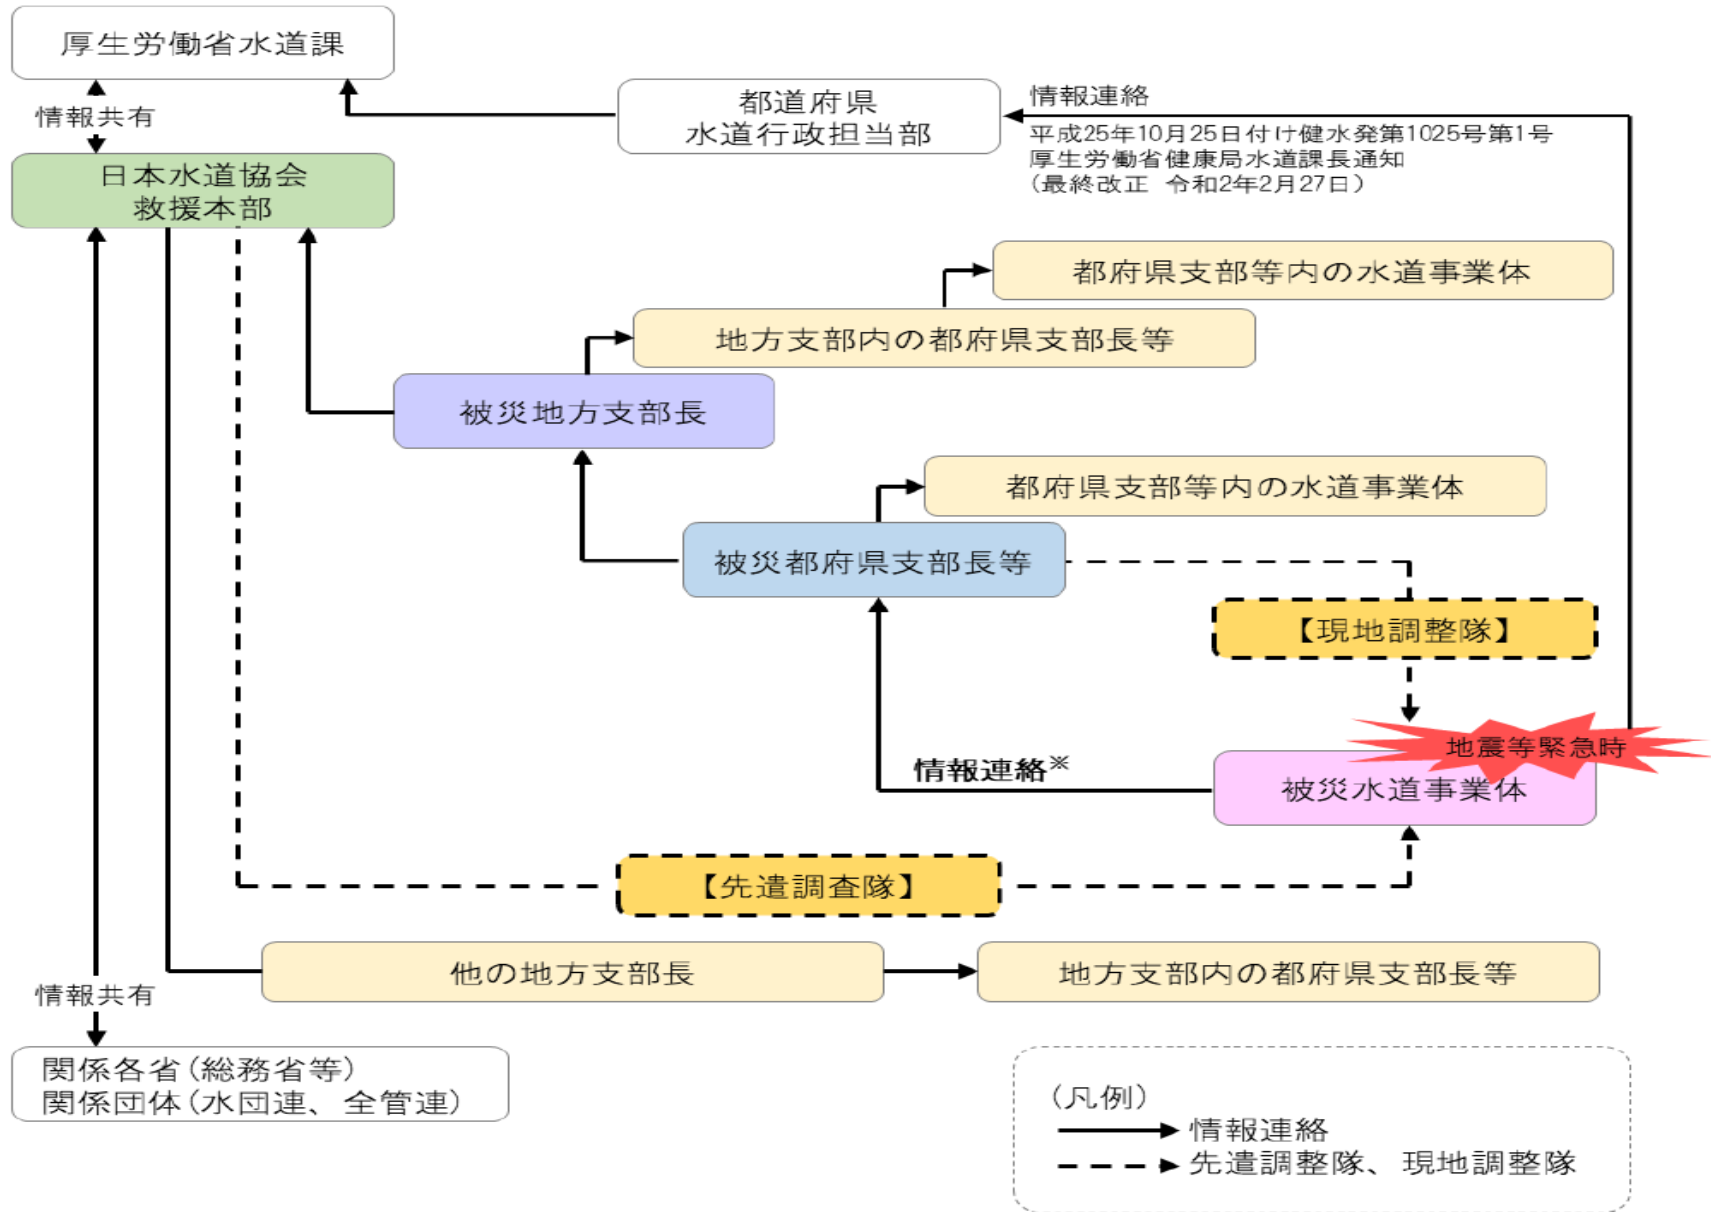 厚生労働省水道課
情報共有
都道府県
水道行政担当部
情報連絡
平成25年10月25日付け健水発第1025号第1号
厚生労働省健康局水道課長通知
（最終改正 令和2年2月27日）
日本水道協会
救援本部
都府県支部等内の水道事業体
地方支部内の都府県支部長等
被災地方支部長
都府県支部等内の水道事業体
被災都府県支部長等
【現地調整隊】
地震等緊急時
情報連絡※
被災水道事業体
【先遣調査隊】
他の地方支部長
地方支部内の都府県支部長等
情報共有
関係各省（総務省等）
関係団体（水団連、全管連）
（凡例）
情報連絡
先遣調整隊、現地調整隊